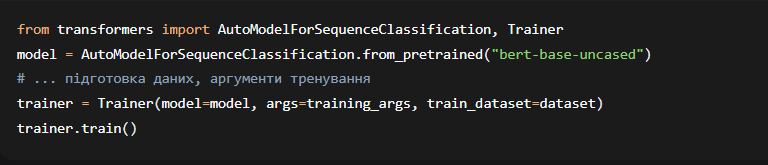 from transformers import AutoModelForSequenceClassification, Trainer
model = AutoModelForSequenceClassification.from_pretrained("bert-base-uncased")
# ... підготовка даних, аргументи тренування
trainer = Trainer(model=model, args=training_args, train_dataset=dataset)
trainer.train()